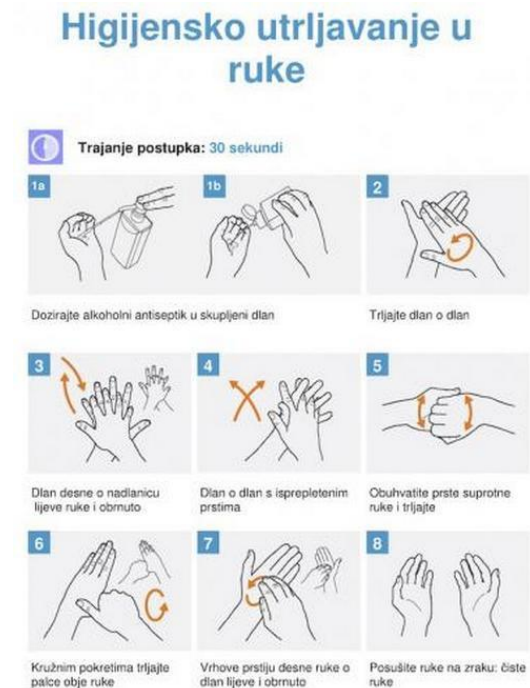 Higijensko utrljavanje u
ruke
Trajanje postupka: 30 sekundi
1a
1b
2
Dozirajte alkoholni antiseptik u skupljeni dlan
Trljajte dlan o dlan
3
4
5
Dlan desne o nadlanicu
lijeve ruke i obrnuto
Dlan o dlan s isprepletenim
prstima
Obuhvatite prste suprotne
ruke i trljajte
6
7
8
Kružnim pokretima trljajte
palce obje ruke
Vrhove prstiju desne ruke o
dlan lijeve i obrnuto
Posušite ruke na zraku: čiste
ruke